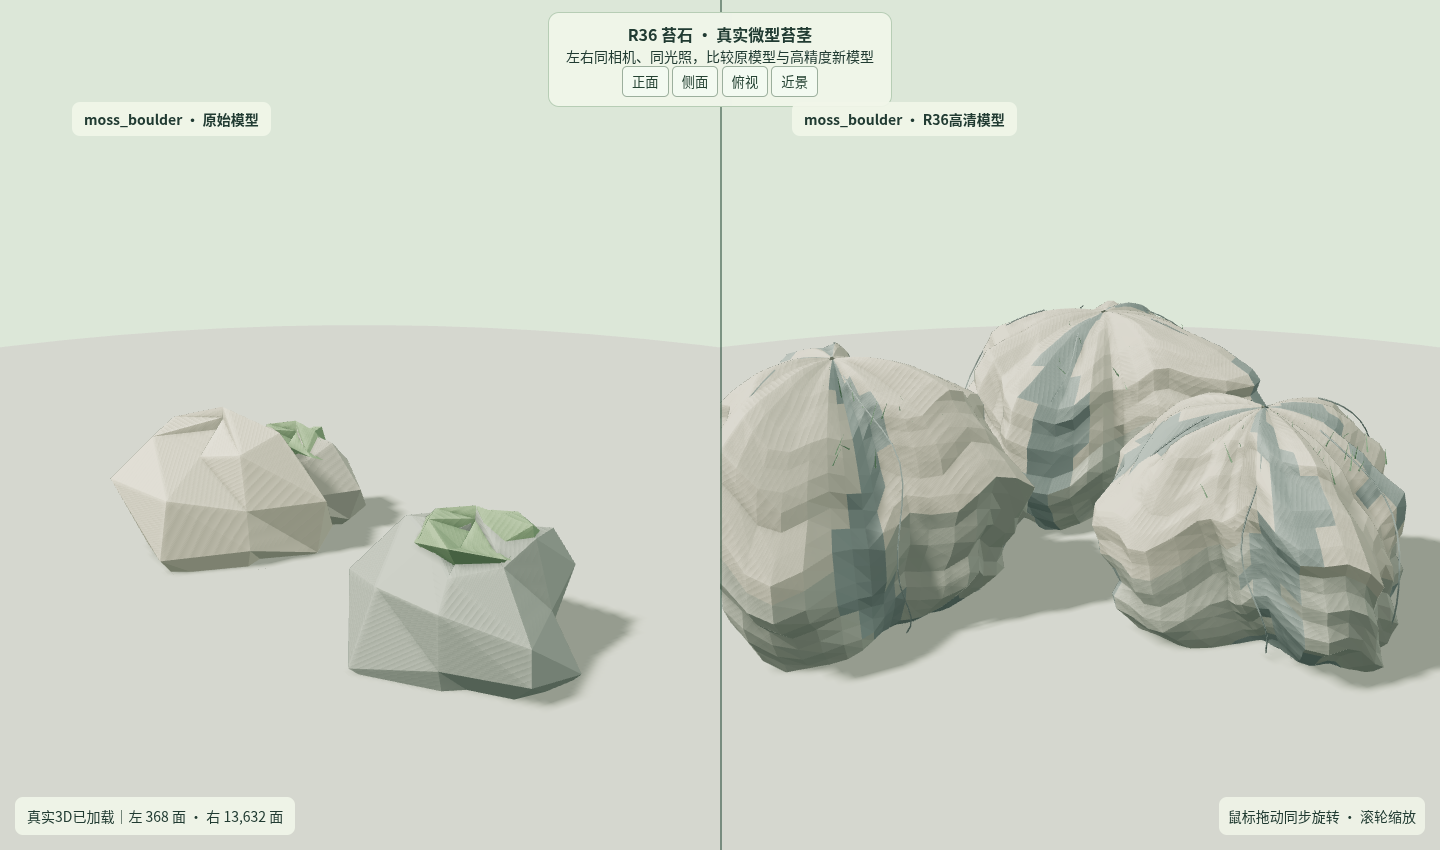 R36 苔石 · 真实微型苔茎
左右同相机、同光照，比较原模型与高精度新模型
正面 侧面 俯视 近景
moss_boulder · 原始模型
moss_boulder · R36高清模型
真实3D已加载｜左 368 面 · 右 13,632 面
鼠标拖动同步旋转 · 滚轮缩放